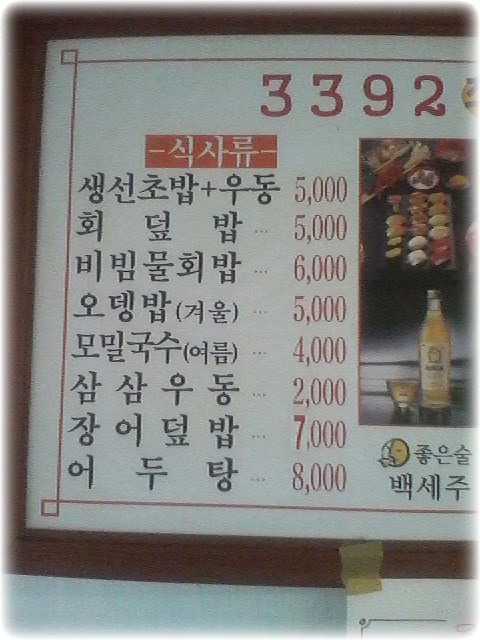 3392
-식사류-
생선초밥+우동 5,000
회 덮 밥 ... 5,000
비빔물회밥 ... 6,000
오뎅밥(겨울) ... 5,000
모밀국수(여름) ... 4,000
삼 삼 우 동 ... 2,000
장 어 덮 밥 ... 7,000
어 두 탕 ... 8,000
좋은술
백세주